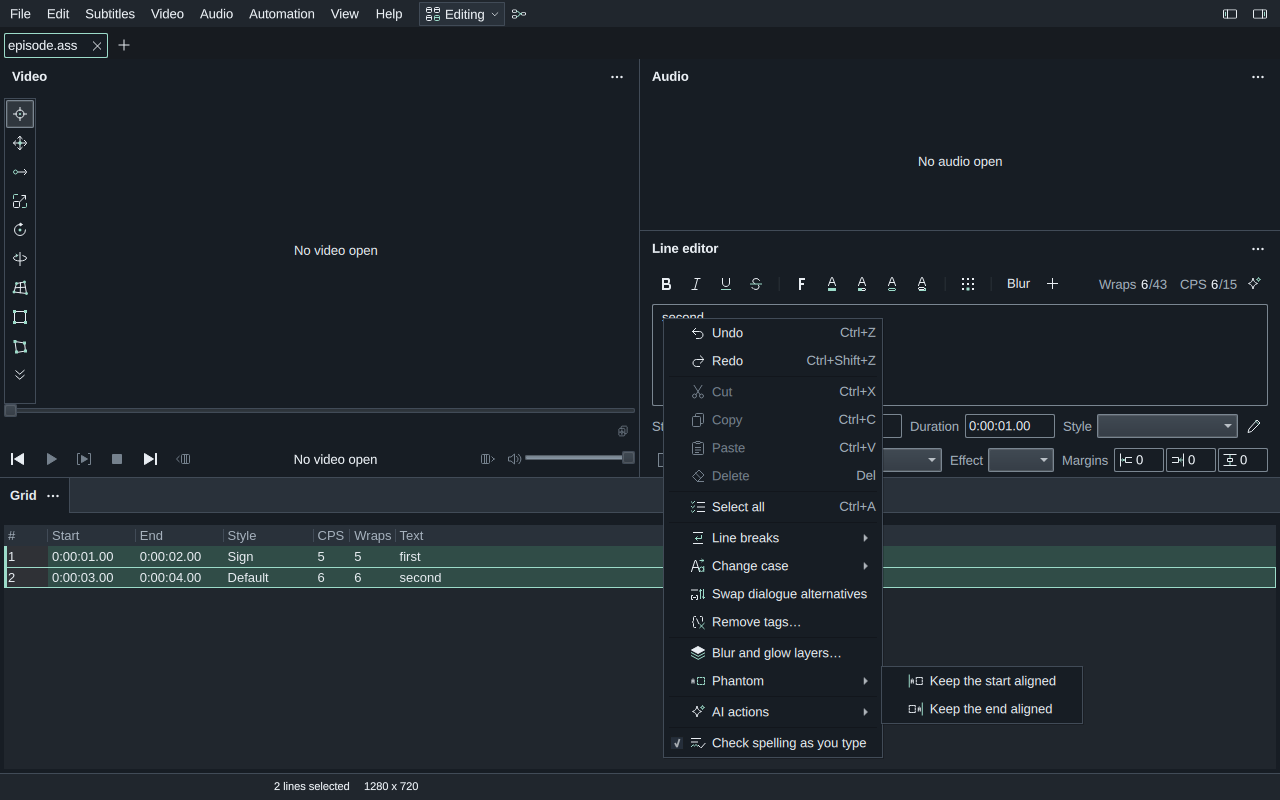 File Edit Subtitles Video Audio Automation View Help Editing
episode.ass
Video
No video open
No video open
Audio
No audio open
Line editor
B I U S F A A A A Blur Wraps 6/43 CPS 6/15
second
Duration 0:00:01.00 Style
Effect Margins 0 0 0
Undo Ctrl+Z
Redo Ctrl+Shift+Z
Cut Ctrl+X
Copy Ctrl+C
Paste Ctrl+V
Delete Del
Select all Ctrl+A
Line breaks
Change case
Swap dialogue alternatives
Remove tags…
Blur and glow layers…
Phantom
AI actions
Check spelling as you type
Keep the start aligned
Keep the end aligned
Grid
# Start End Style CPS Wraps Text
1 0:00:01.00 0:00:02.00 Sign 5 5 first
2 0:00:03.00 0:00:04.00 Default 6 6 second
2 lines selected 1280 x 720